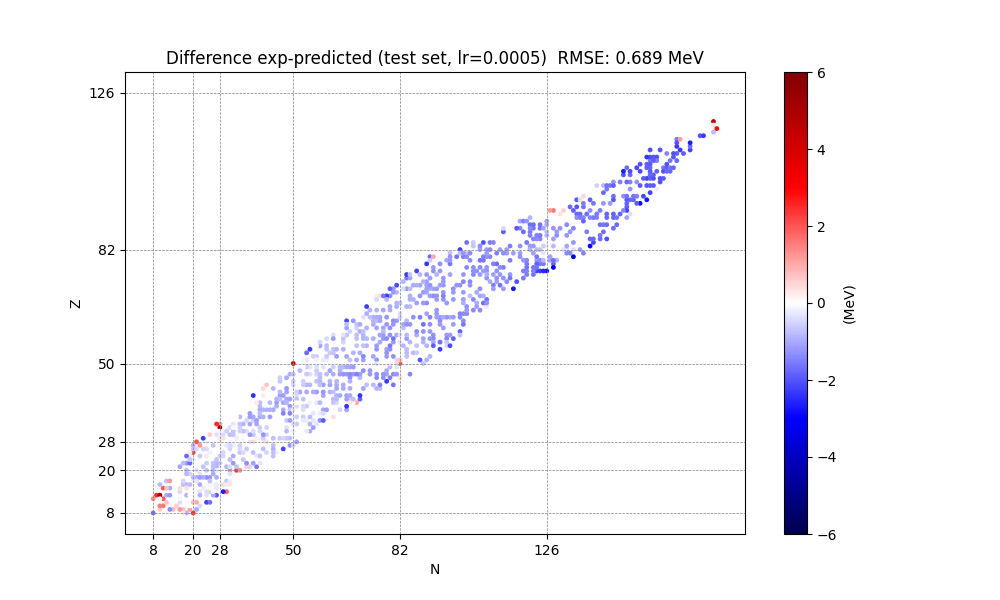 Difference exp-predicted (test set, lr=0.0005)  RMSE: 0.689 MeV
126
82
50
28
20
8
Z
8 20 28 50 82 126
N
6
4
2
0
−2
−4
−6
(MeV)